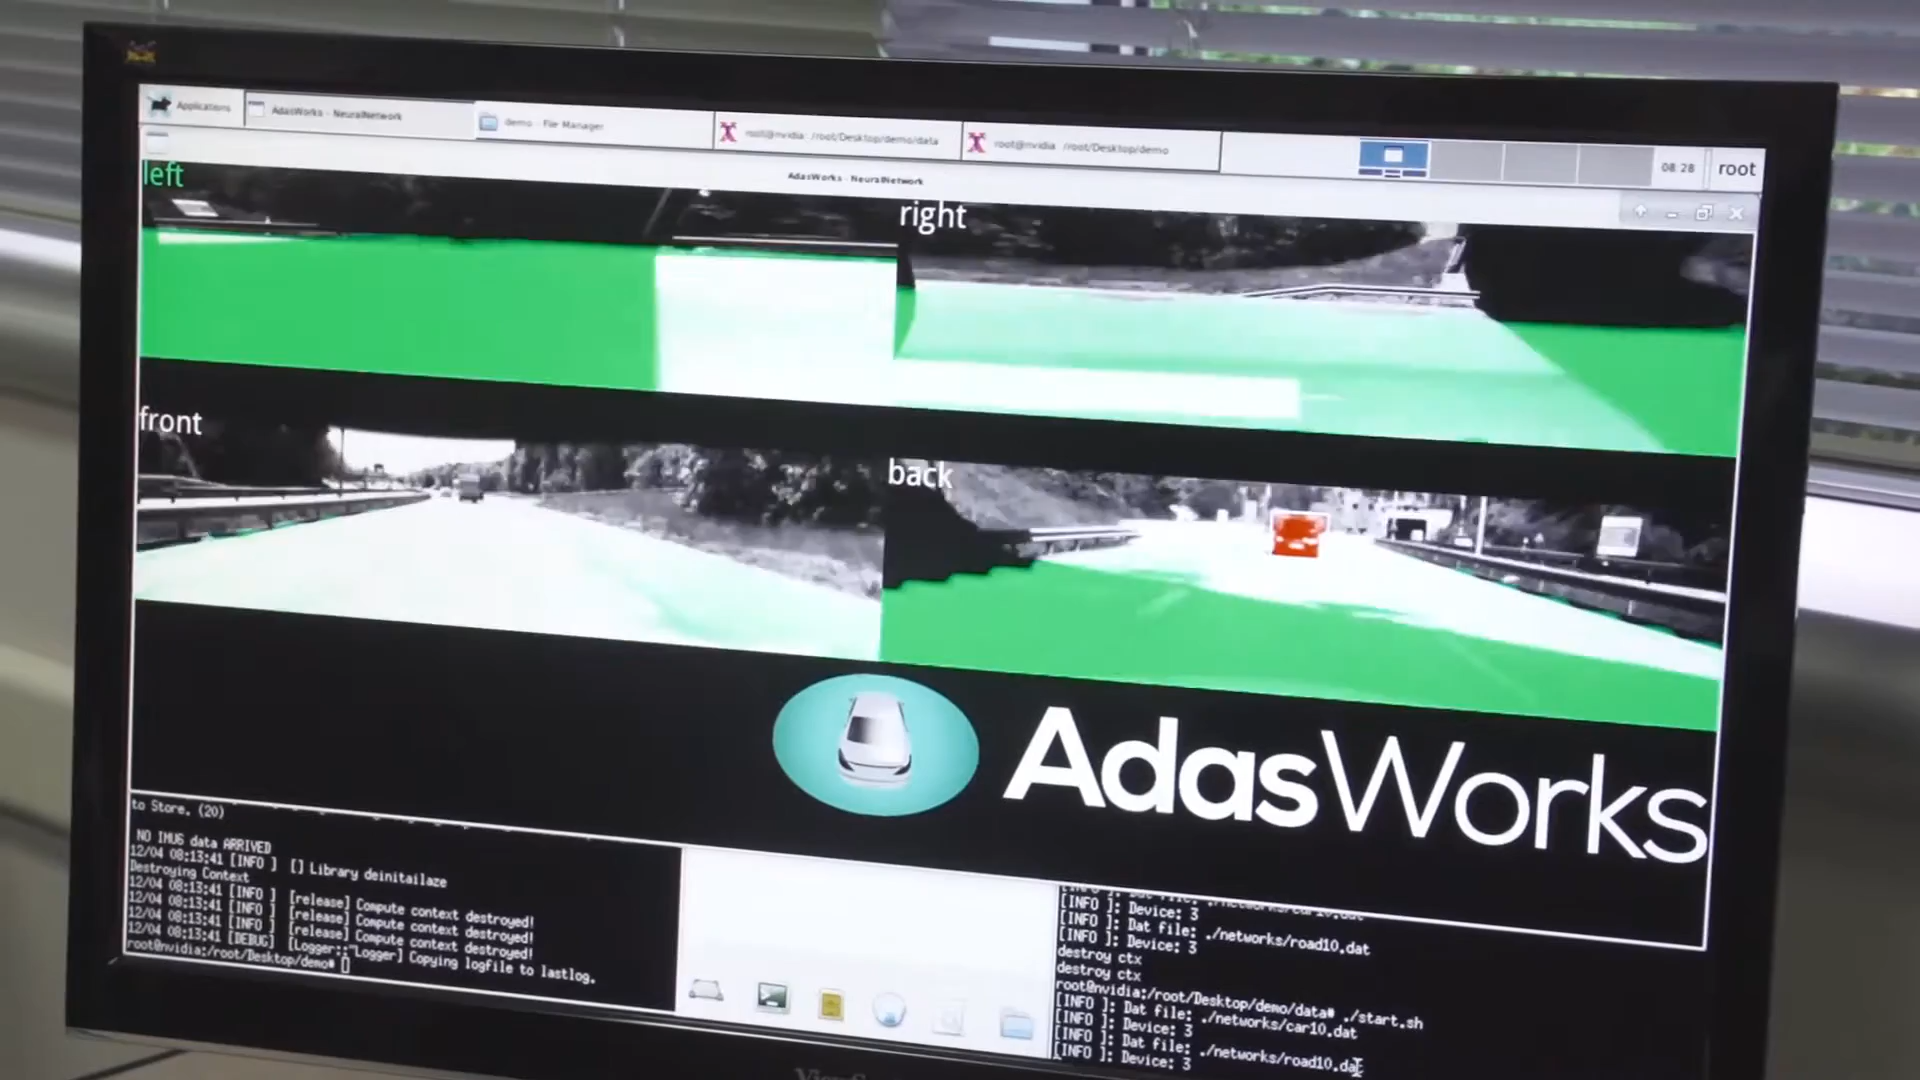 Applications
AdasWorks - NeuralNetwork
demo - File Manager
root@nvidia: /root/Desktop/demo/data
root@nvidia /root/Desktop/demo
08:28
root
AdasWorks - NeuralNetwork
left
right
front
back
AdasWorks
to Store. (20)
NO IMU6 data ARRIVED
12/04 08:13:41 [INFO ] [] Library deinitailaze
Destroying Context
12/04 08:13:41 [INFO ] [release] Compute context destroyed!
12/04 08:13:41 [INFO ] [release] Compute context destroyed!
12/04 08:13:41 [INFO ] [release] Compute context destroyed!
12/04 08:13:41 [DEBUG] [Logger::~Logger] Copying logfile to lastlog.
root@nvidia:/root/Desktop/demo#
[INFO ]: Dat file: ./networks/car10.dat
[INFO ]: Device: 3
[INFO ]: Dat file: ./networks/road10.dat
[INFO ]: Device: 3
destroy ctx
destroy ctx
root@nvidia:/root/Desktop/demo/data# ./start.sh
[INFO ]: Dat file: ./networks/car10.dat
[INFO ]: Device: 3
[INFO ]: Dat file: ./networks/road10.dat
[INFO ]: Device: 3